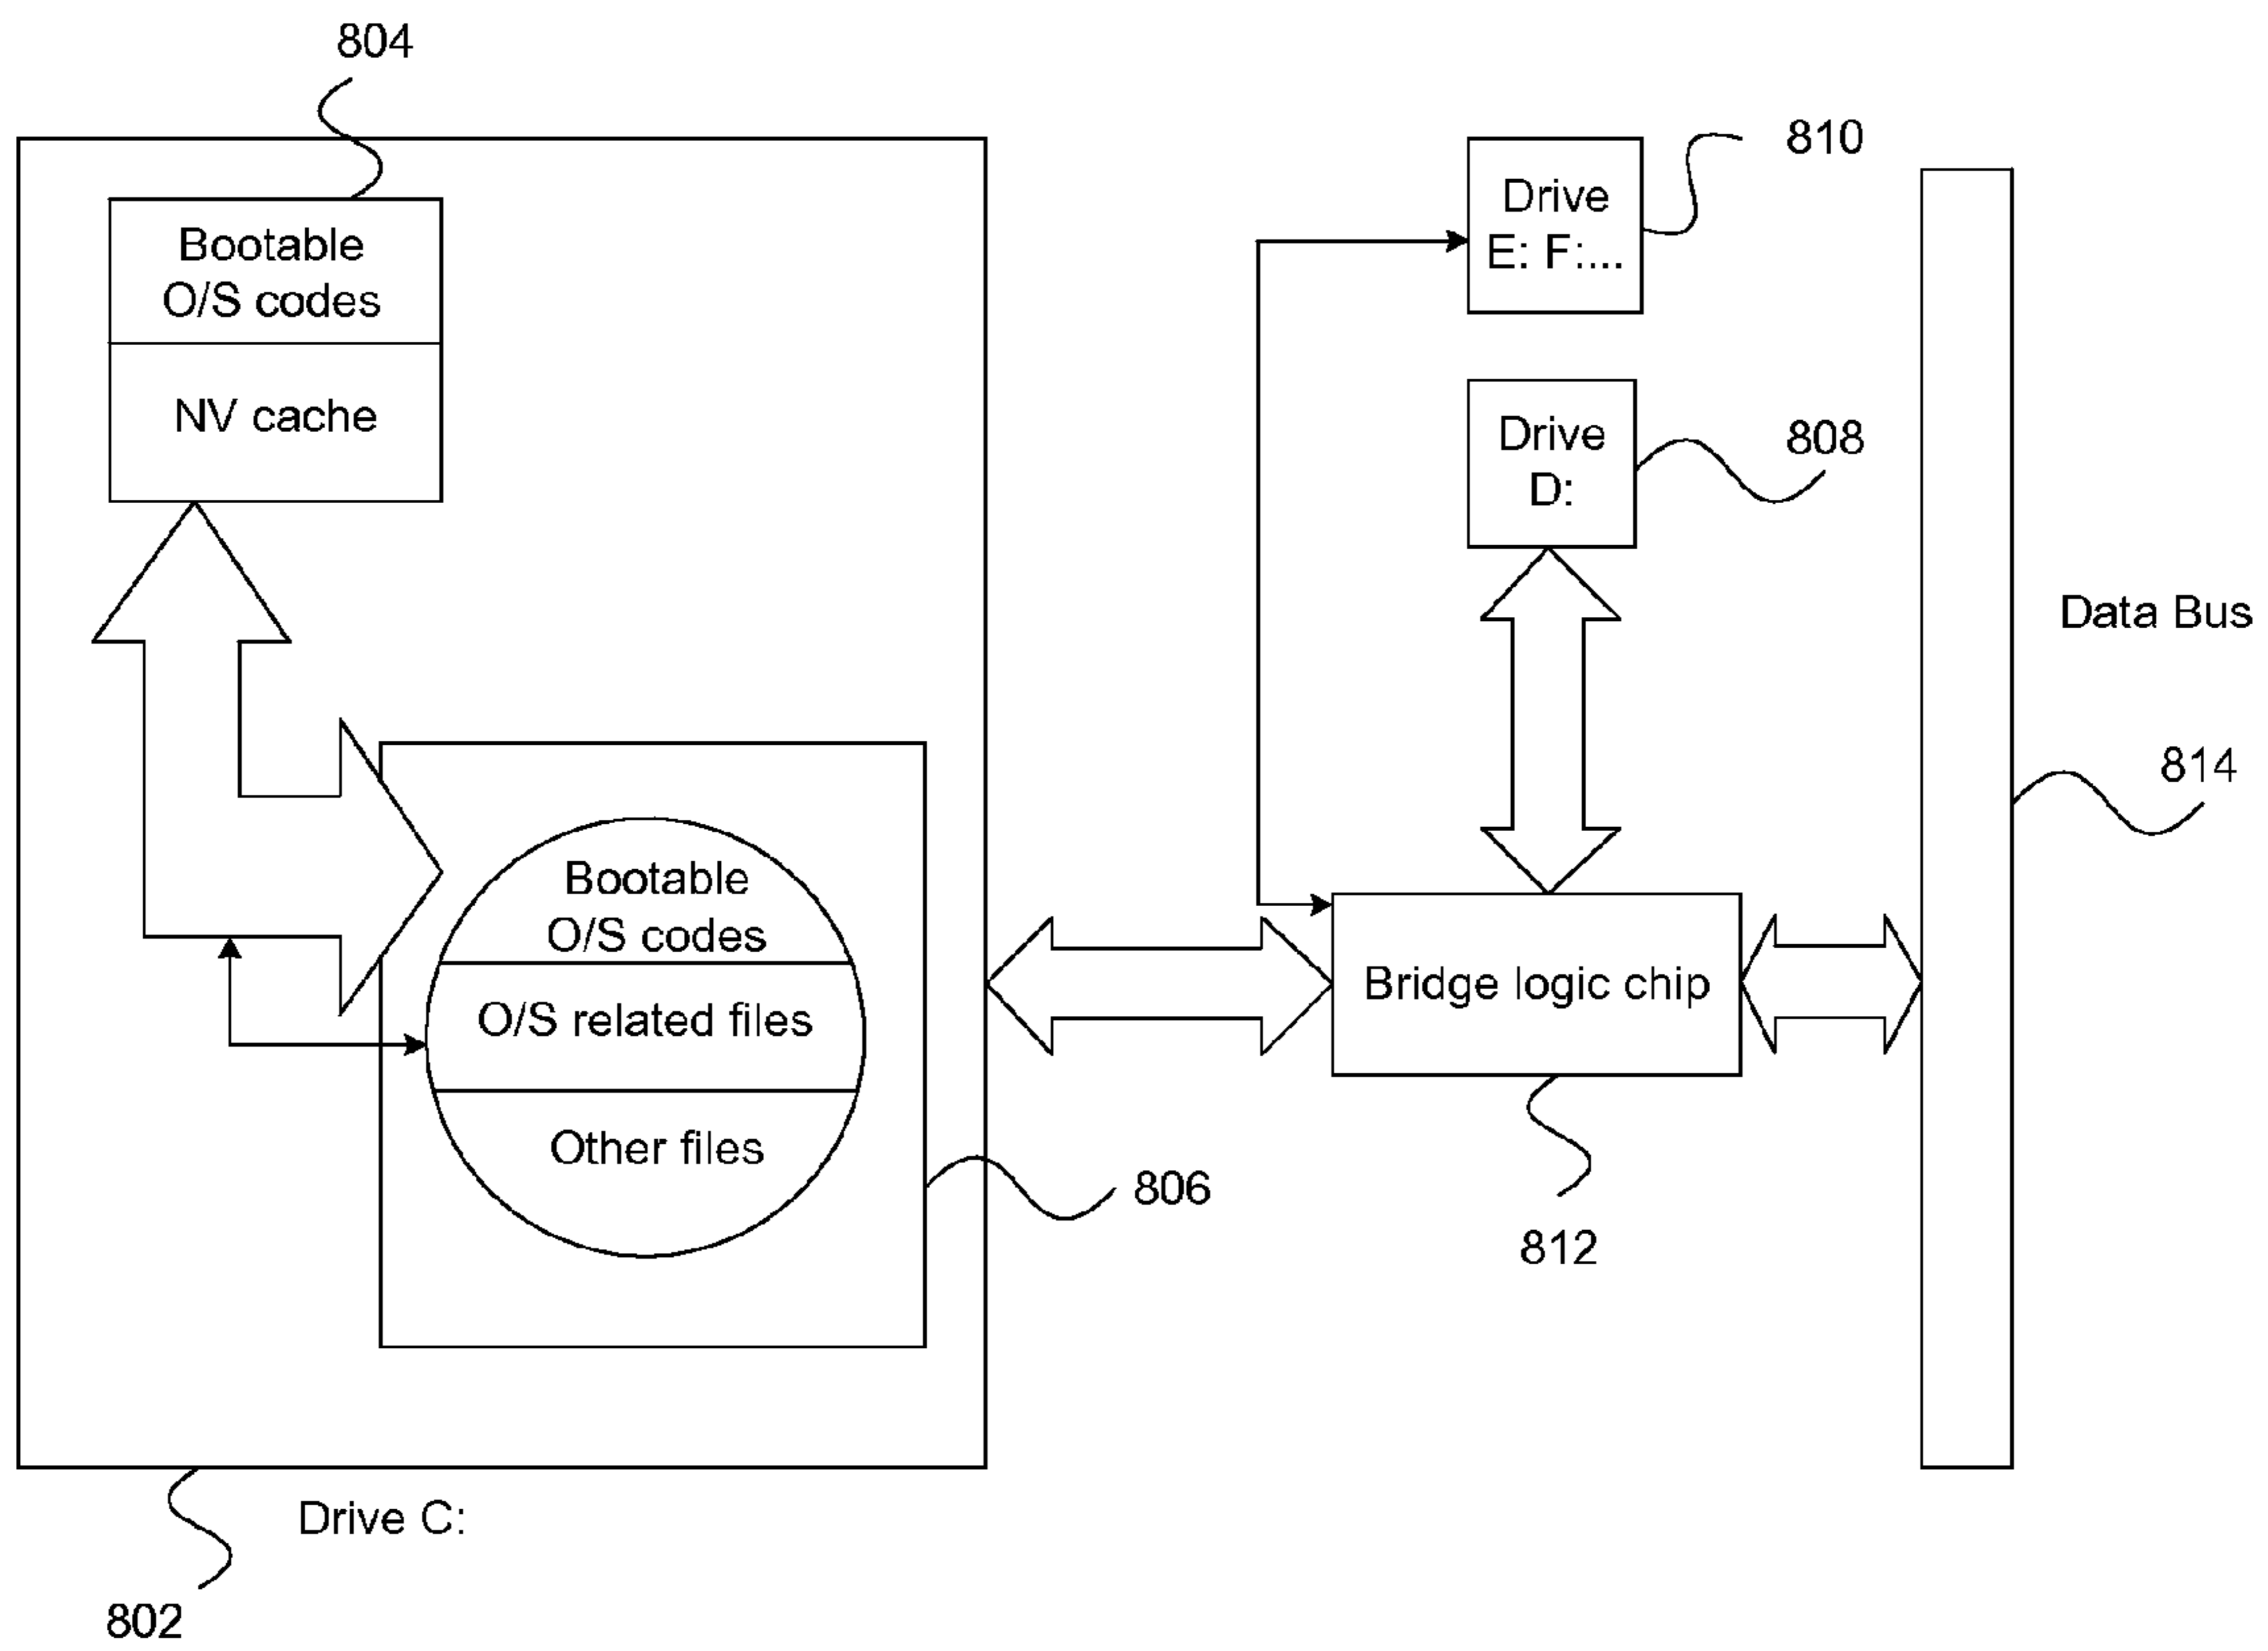 804
Bootable
O/S codes
NV cache
Bootable
O/S codes
O/S related files
Other files
806
Drive C:
802
Drive
E: F:....
810
Drive
D:
808
Bridge logic chip
812
Data Bus
814